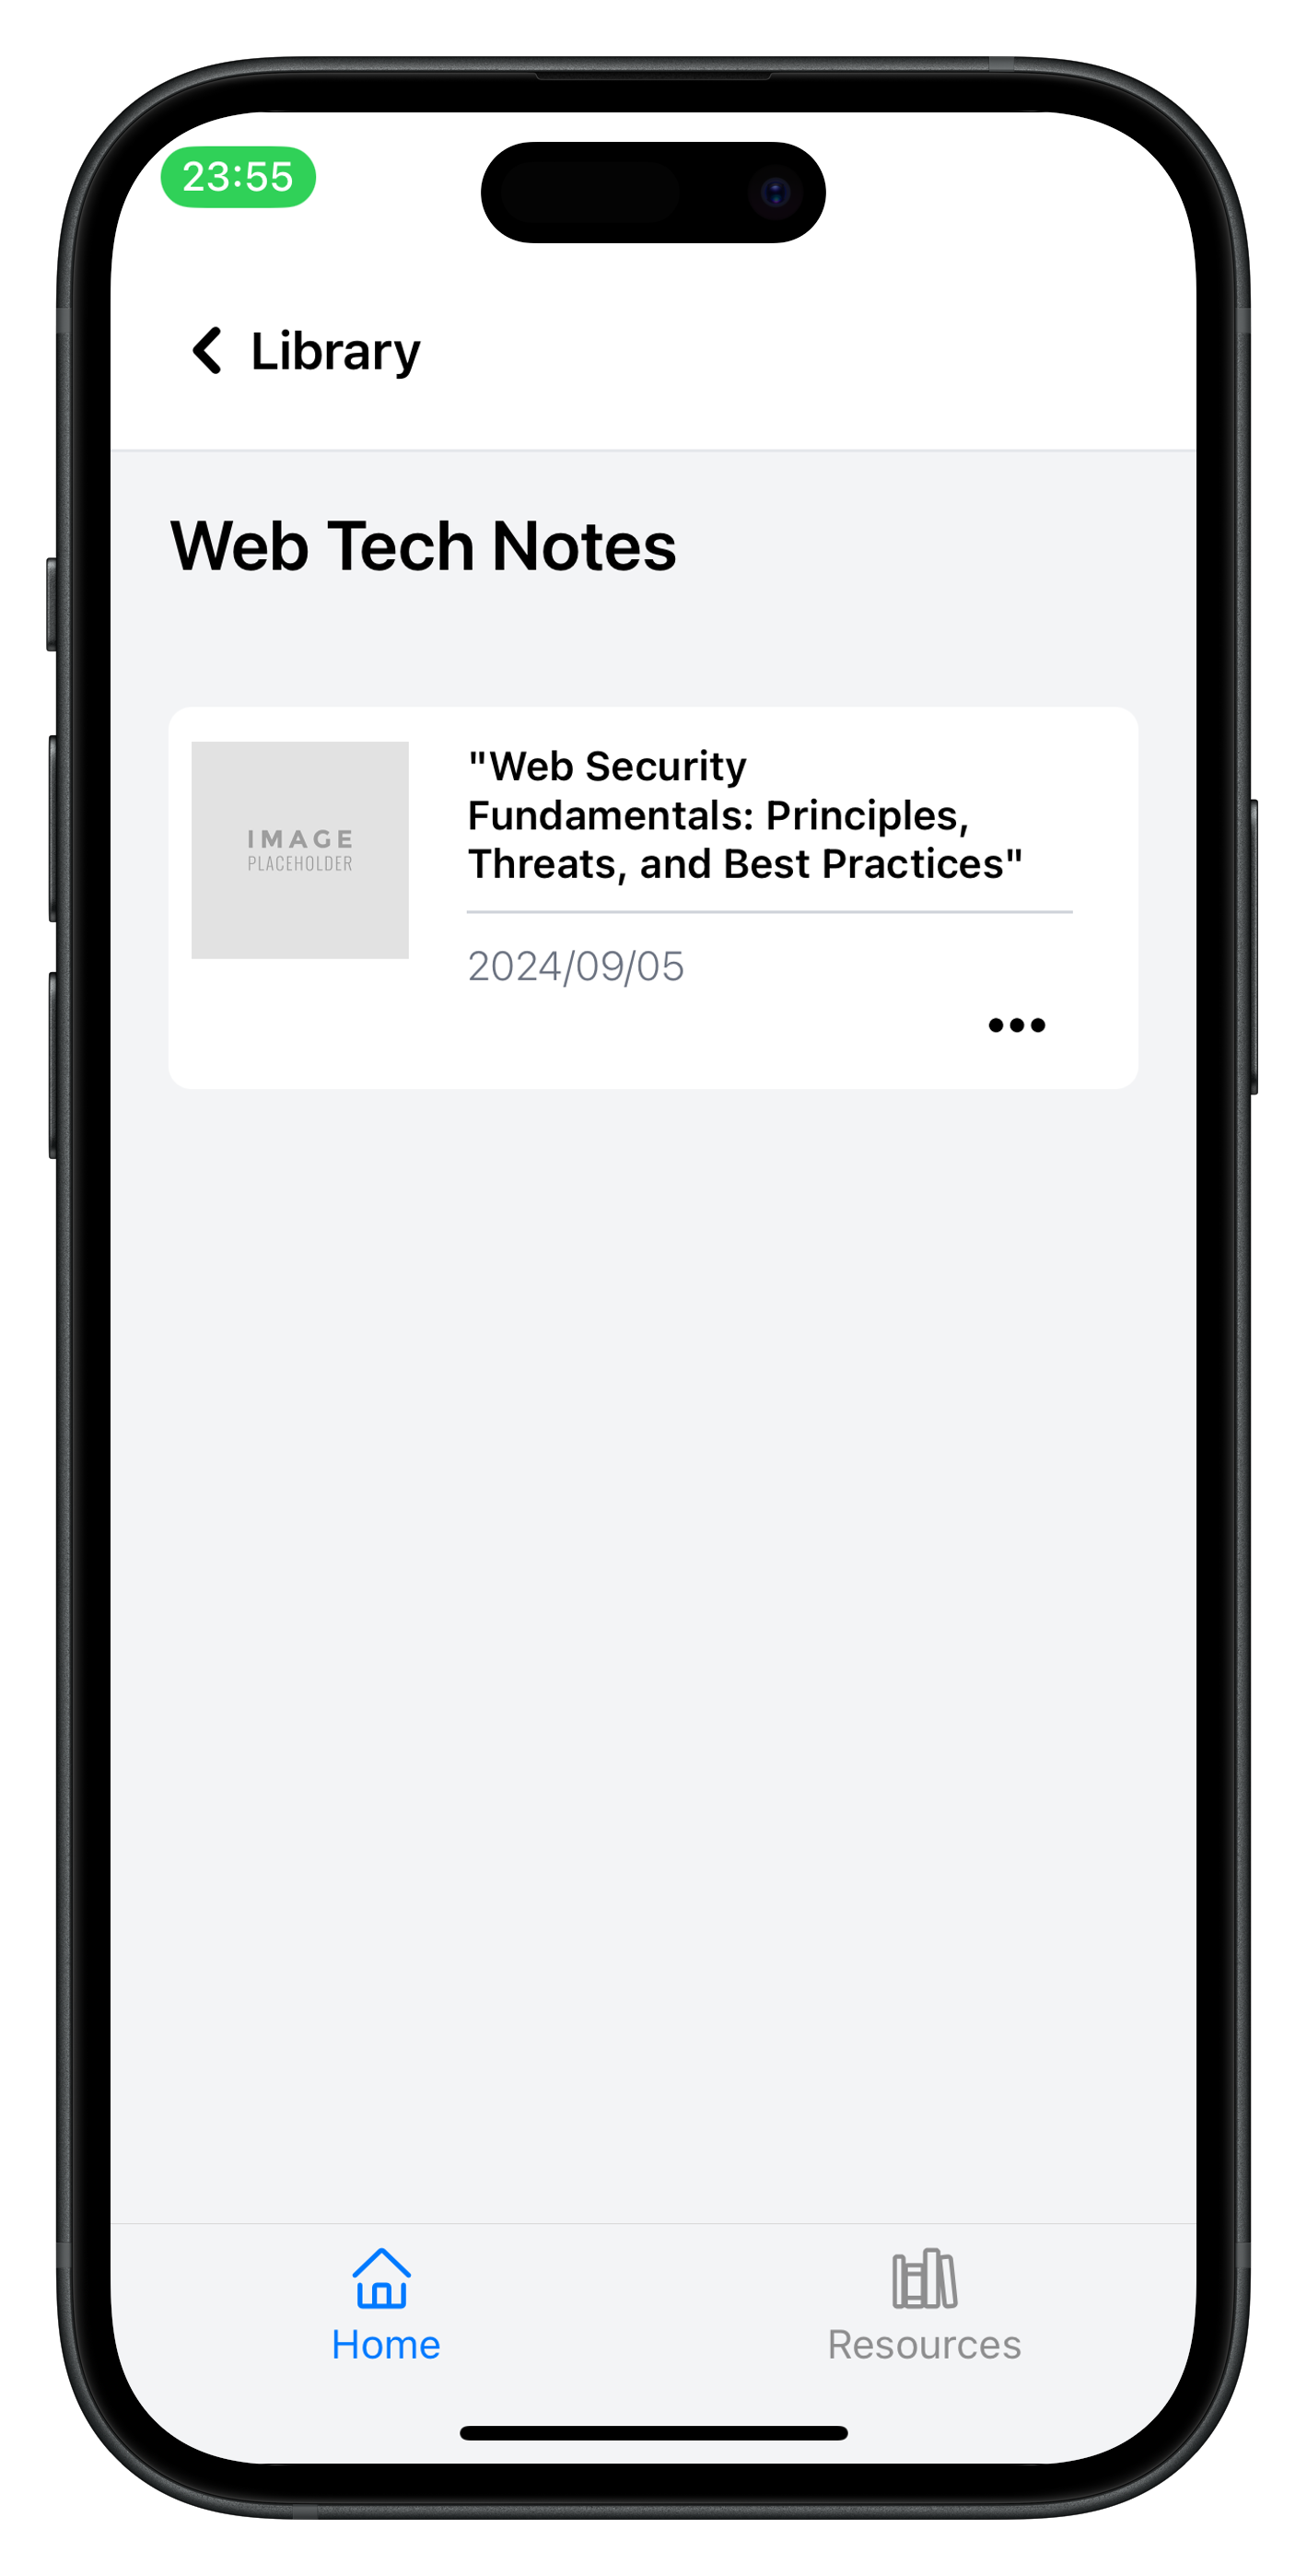 23:55
Library
Web Tech Notes
IMAGE
PLACEHOLDER
"Web Security
Fundamentals: Principles,
Threats, and Best Practices"
2024/09/05
Home
Resources